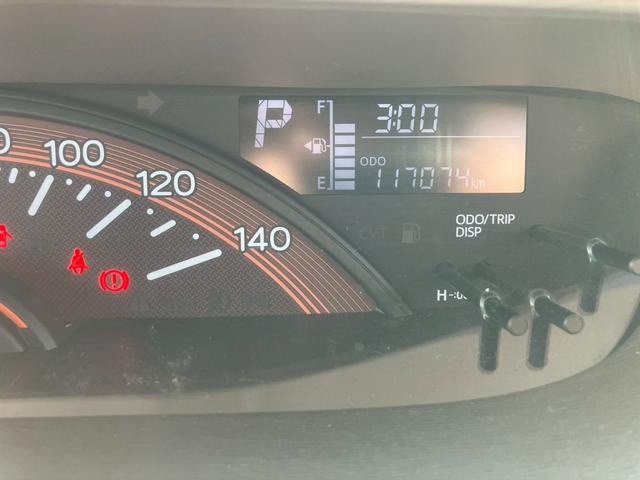 P
F
3:00
ODO
E
117074km
100
120
140
ODO/TRIP
DISP
CVT
H